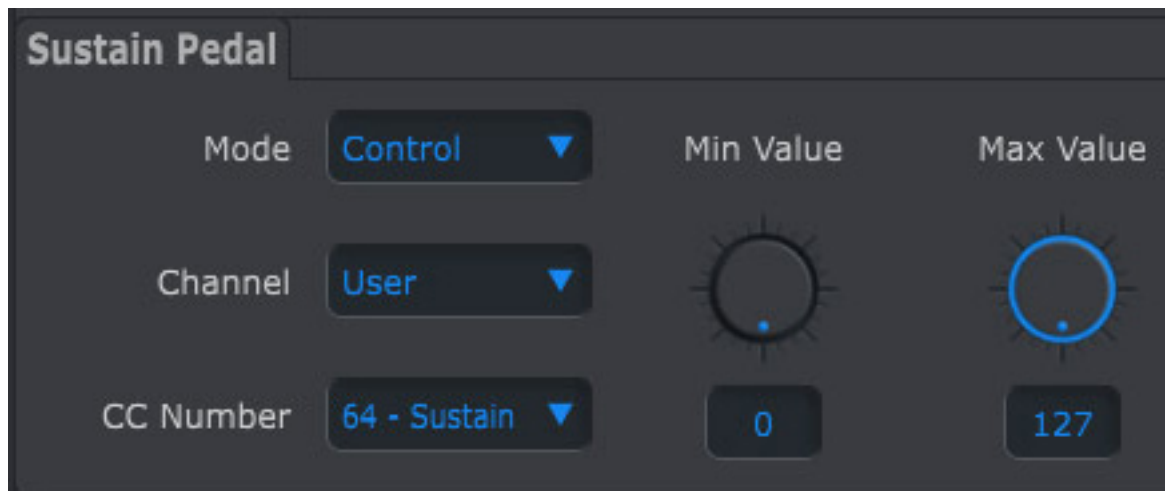 Sustain Pedal
Mode Control Min Value Max Value
Channel User
CC Number 64 - Sustain 0 127